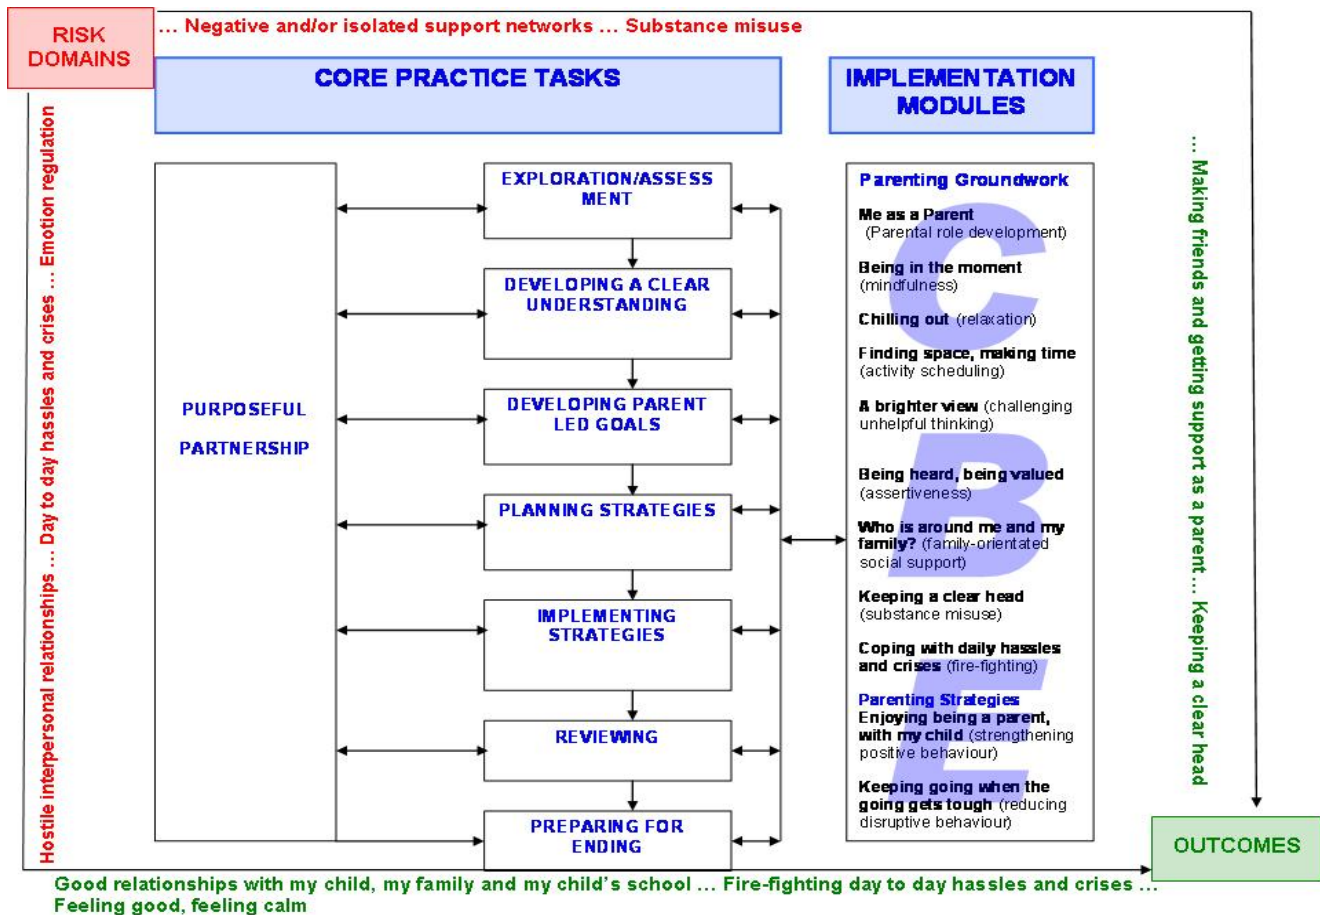 RISK
DOMAINS
… Negative and/or isolated support networks … Substance misuse
CORE PRACTICE TASKS
IMPLEMENTATION
MODULES
Hostile interpersonal relationships … Day to day hassles and crises … Emotion regulation
PURPOSEFUL
PARTNERSHIP
EXPLORATION/ASSESS
MENT
DEVELOPING A CLEAR
UNDERSTANDING
DEVELOPING PARENT
LED GOALS
PLANNING STRATEGIES
IMPLEMENTING
STRATEGIES
REVIEWING
PREPARING FOR
ENDING
C
B
E
Parenting Groundwork
Me as a Parent
(Parental role development)
Being in the moment
(mindfulness)
Chilling out (relaxation)
Finding space, making time
(activity scheduling)
A brighter view (challenging
unhelpful thinking)
Being heard, being valued
(assertiveness)
Who is around me and my
family? (family-orientated
social support)
Keeping a clear head
(substance misuse)
Coping with daily hassles
and crises (fire-fighting)
Parenting Strategies
Enjoying being a parent,
with my child (strengthening
positive behaviour)
Keeping going when the
going gets tough (reducing
disruptive behaviour)
… Making friends and getting support as a parent … Keeping a clear head
OUTCOMES
Good relationships with my child, my family and my child's school … Fire-fighting day to day hassles and crises …
Feeling good, feeling calm